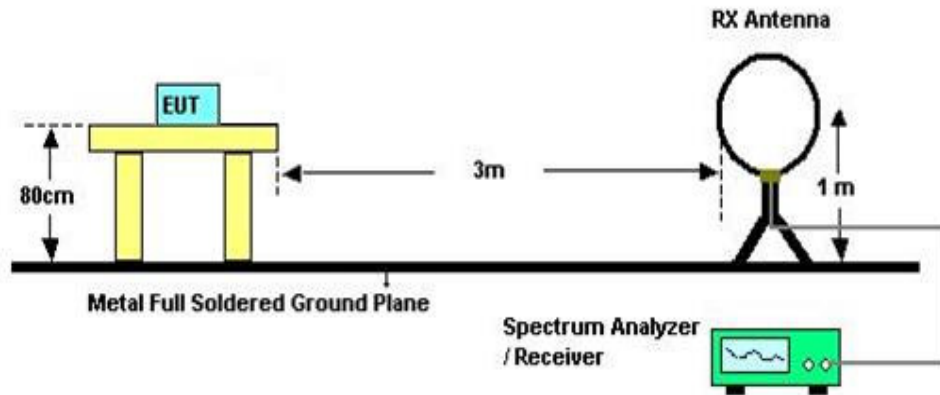 RX Antenna
EUT
3m
80cm
1 m
Metal Full Soldered Ground Plane
Spectrum Analyzer
/ Receiver